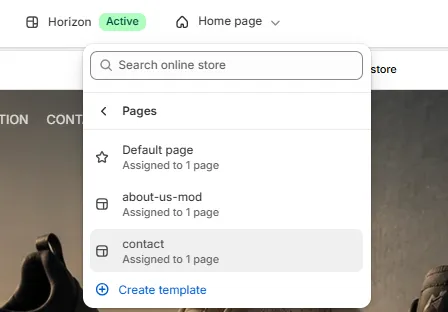 Horizon Active Home page
Search online store
store
Pages
TION CONT
Default page
Assigned to 1 page
about-us-mod
Assigned to 1 page
contact
Assigned to 1 page
Create template